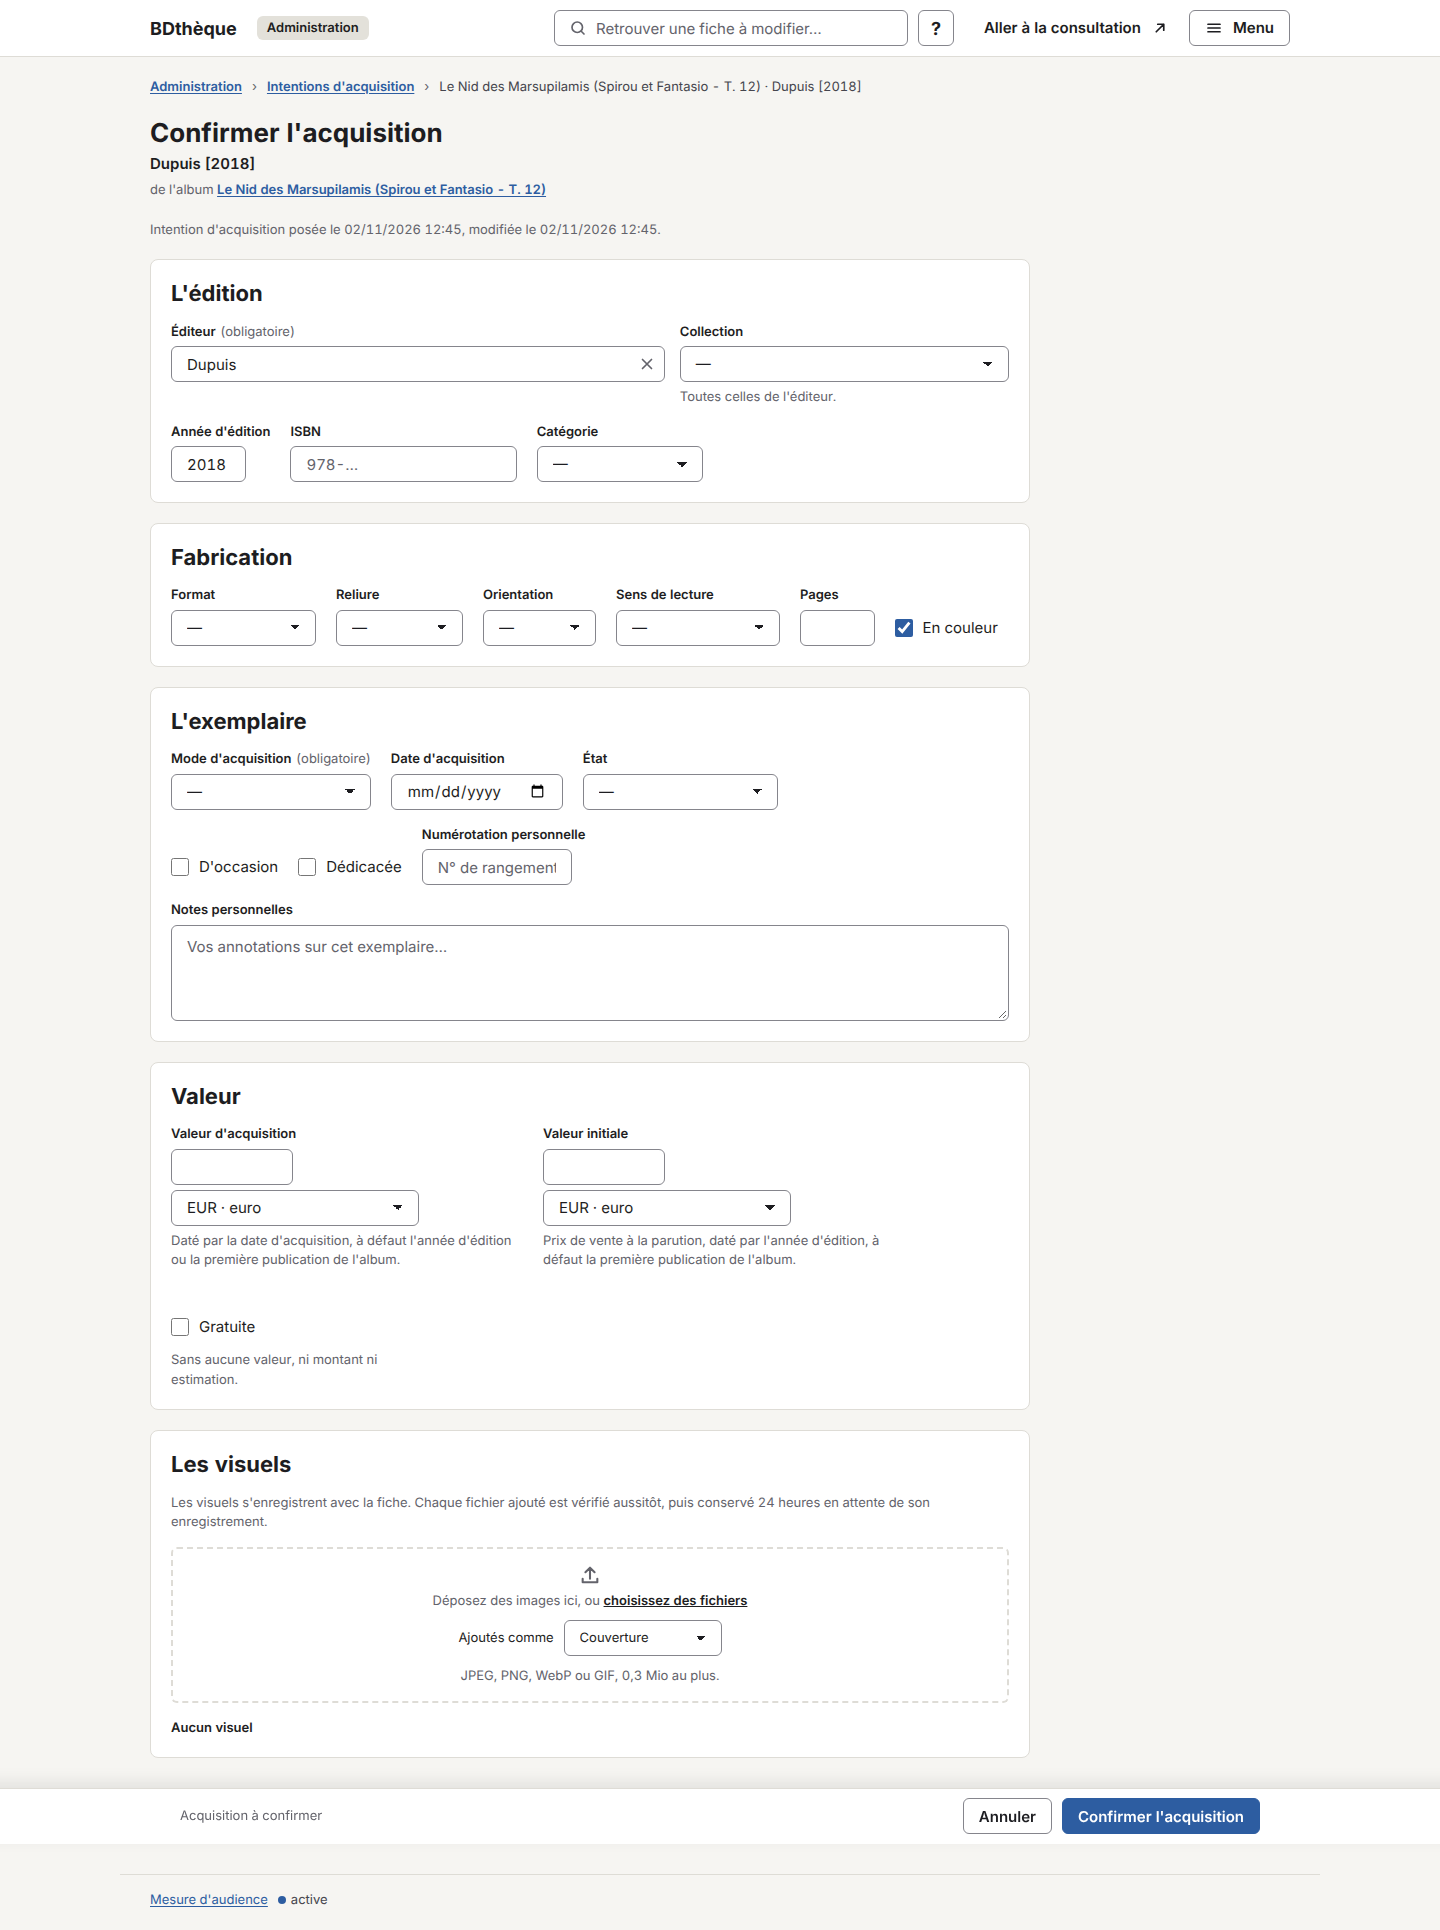 BDthèque Administration Retrouver une fiche à modifier... ? Aller à la consultation Menu
Administration › Intentions d'acquisition › Le Nid des Marsupilamis (Spirou et Fantasio - T. 12) · Dupuis [2018]
Confirmer l'acquisition
Dupuis [2018]
de l'album Le Nid des Marsupilamis (Spirou et Fantasio - T. 12)
Intention d'acquisition posée le 02/11/2026 12:45, modifiée le 02/11/2026 12:45.
L'édition
Éditeur (obligatoire) Collection
Dupuis —
Toutes celles de l'éditeur.
Année d'édition ISBN Catégorie
2018 978-... —
Fabrication
Format Reliure Orientation Sens de lecture Pages
— — — — En couleur
L'exemplaire
Mode d'acquisition (obligatoire) Date d'acquisition État
— mm/dd/yyyy —
Numérotation personnelle
D'occasion Dédicacée N° de rangement
Notes personnelles
Vos annotations sur cet exemplaire...
Valeur
Valeur d'acquisition Valeur initiale
EUR · euro EUR · euro
Daté par la date d'acquisition, à défaut l'année d'édition
ou la première publication de l'album.
Prix de vente à la parution, daté par l'année d'édition, à
défaut la première publication de l'album.
Gratuite
Sans aucune valeur, ni montant ni
estimation.
Les visuels
Les visuels s'enregistrent avec la fiche. Chaque fichier ajouté est vérifié aussitôt, puis conservé 24 heures en attente de son
enregistrement.
Déposez des images ici, ou choisissez des fichiers
Ajoutés comme Couverture
JPEG, PNG, WebP ou GIF, 0,3 Mio au plus.
Aucun visuel
Acquisition à confirmer Annuler Confirmer l'acquisition
Mesure d'audience active